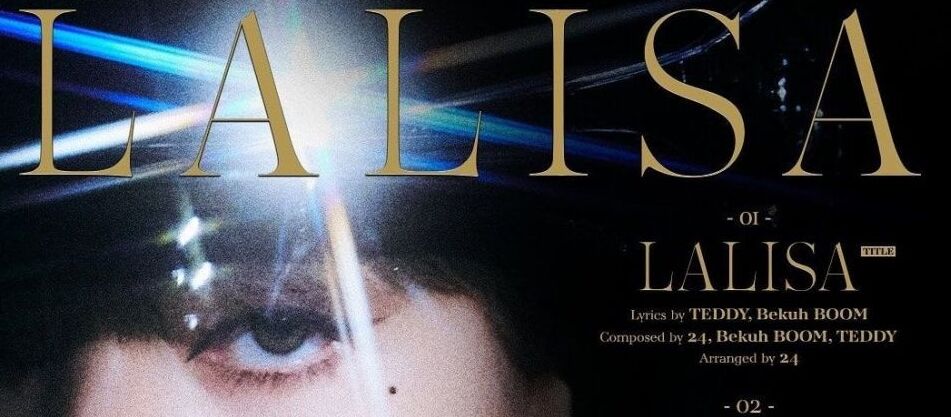 LALISA
- 01 -
LALISA TITLE
Lyrics by TEDDY, Bekuh BOOM
Composed by 24, Bekuh BOOM, TEDDY
Arranged by 24
- 02 -